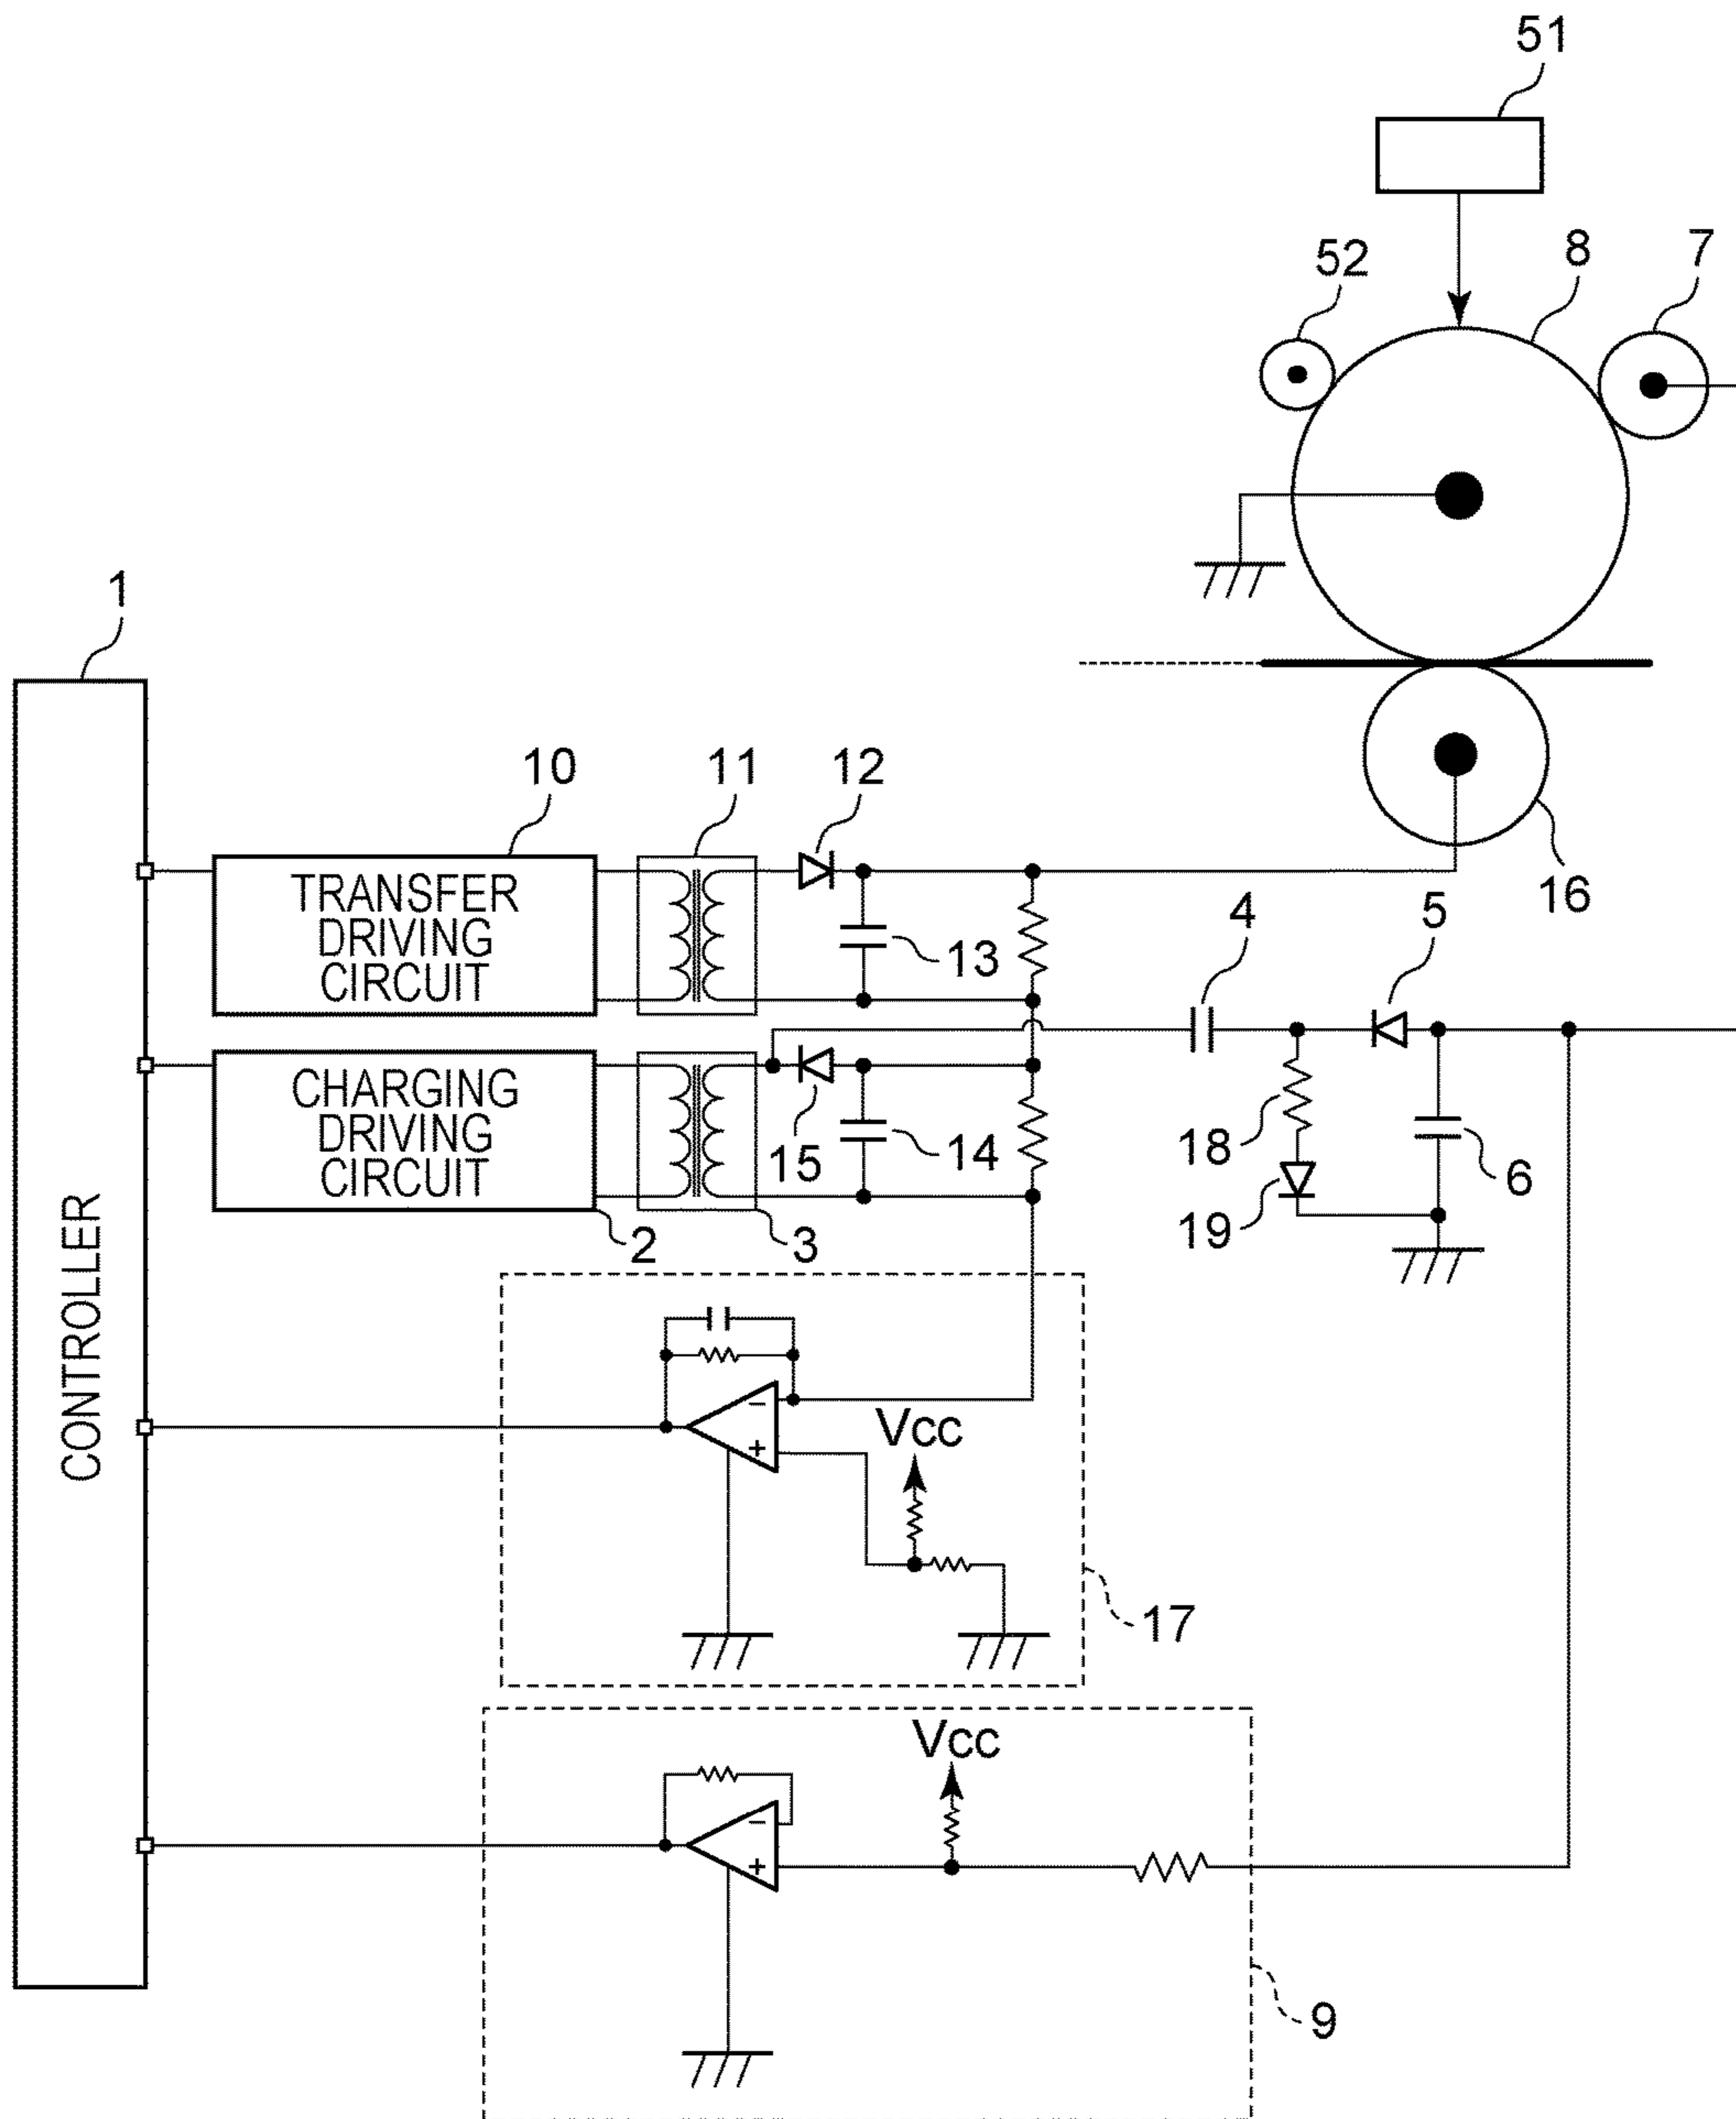 51
52
8
7
1
10
11
12
16
TRANSFER
DRIVING
CIRCUIT
13
4
5
CHARGING
DRIVING
CIRCUIT
15
14
18
6
19
2
3
CONTROLLER
- 
VCC
+
17
VCC
-
+
9